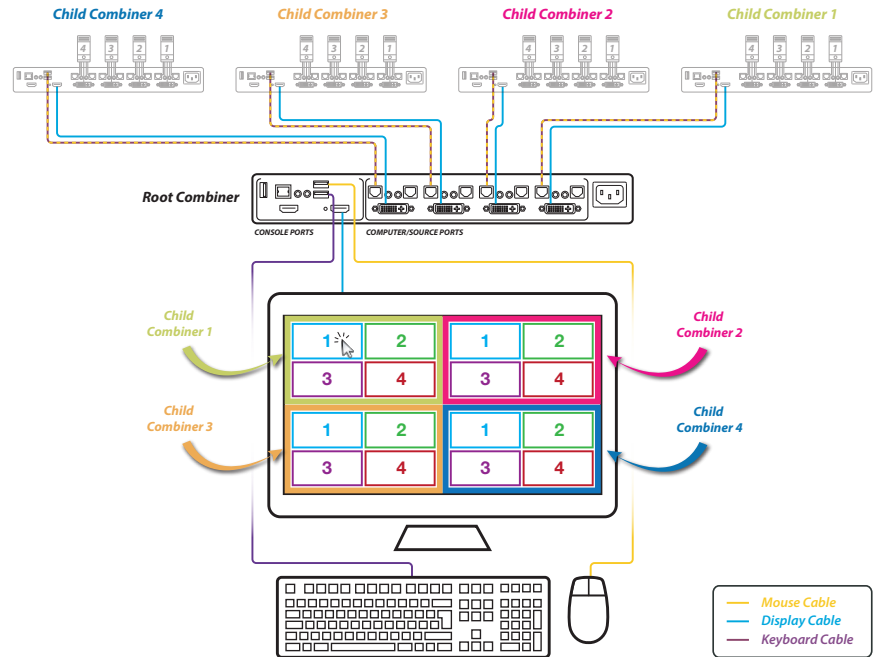 Child Combiner 4
Child Combiner 3
Child Combiner 2
Child Combiner 1
4 3 2 1
4 3 2 1
4 3 2 1
4 3 2 1
Root Combiner
CONSOLE PORTS
COMPUTER/SOURCE PORTS
Child
Combiner 1
Child
Combiner 2
1 2 1 2
3 4 3 4
Child
Combiner 3
Child
Combiner 4
1 2 1 2
3 4 3 4
Mouse Cable
Display Cable
Keyboard Cable